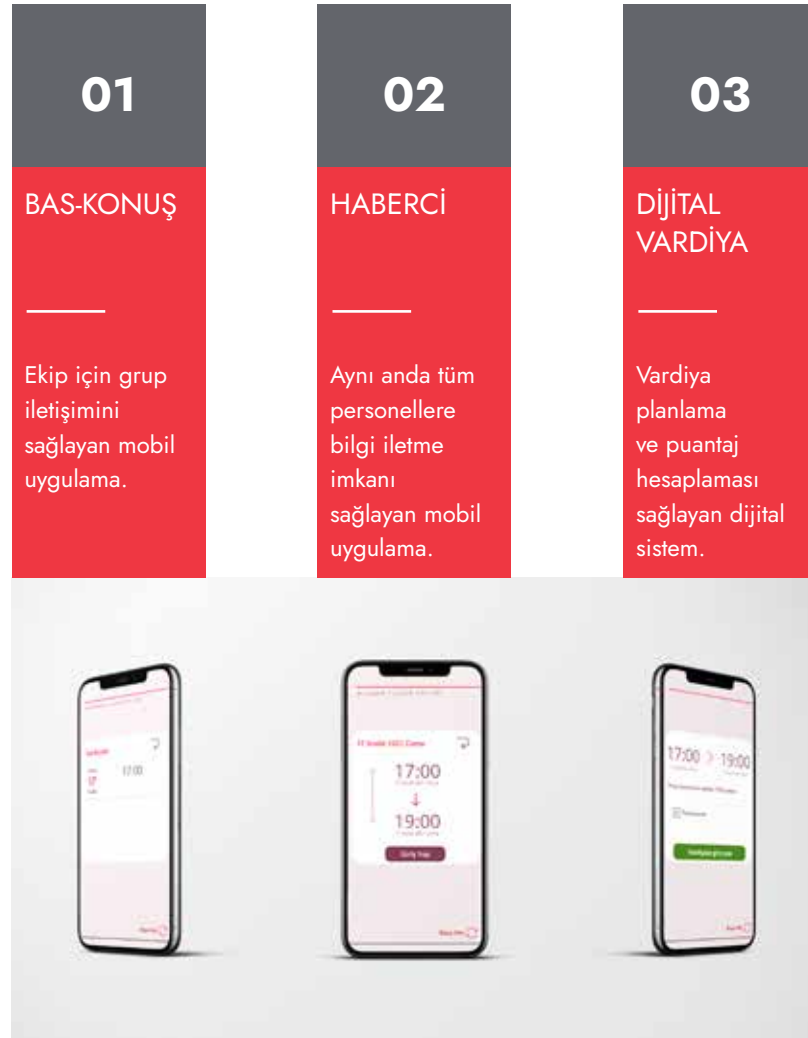 01
BAS-KONUŞ
Ekip için grup
iletişimini
sağlayan mobil
uygulama.
02
HABERCİ
Aynı anda tüm
personellere
bilgi iletme
imkanı
sağlayan mobil
uygulama.
03
DİJİTAL
VARDİYA
Vardiya
planlama
ve puantaj
hesaplaması
sağlayan dijital
sistem.
17:00
17:00
19:00
17:00 > 19:00